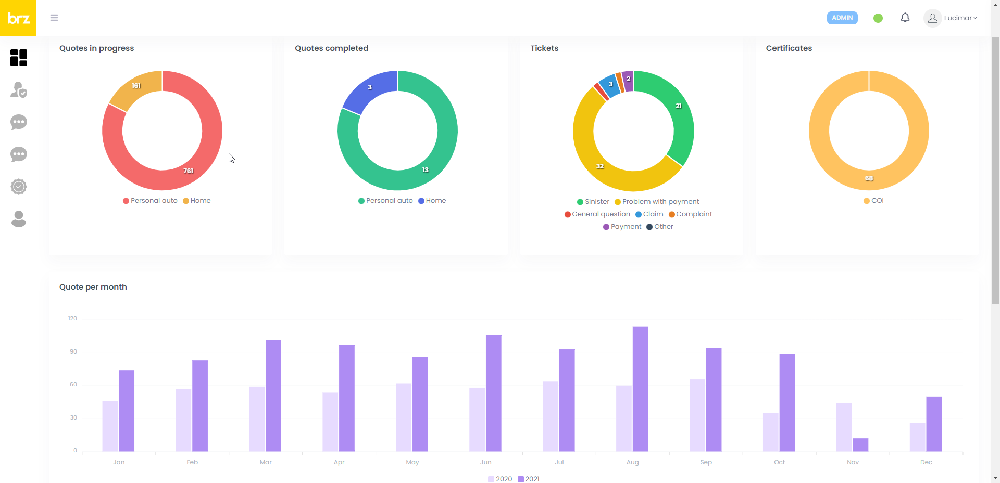 brz
ADMIN
Eucimar
Quotes in progress
161
761
Personal auto Home
Quotes completed
3
13
Personal auto Home
Tickets
3
2
21
32
Sinister Problem with payment
General question Claim Complaint
Payment Other
Certificates
68
COI
Quote per month
120
90
60
30
0
Jan Feb Mar Apr May Jun Jul Aug Sep Oct Nov Dec
2020 2021